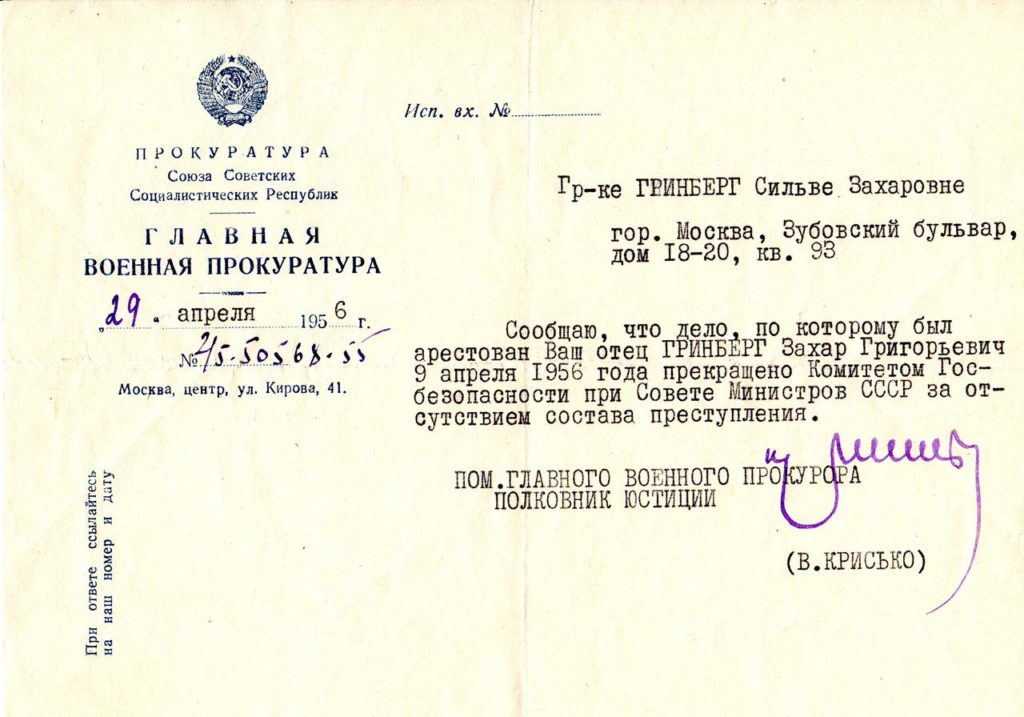 ПРОКУРАТУРА
Союза Советских
Социалистических Республик
ГЛАВНАЯ
ВОЕННАЯ ПРОКУРАТУРА
„29“ апреля 1956 г.
№ 2/5-50568-55
Москва, центр, ул. Кирова, 41.
При ответе ссылайтесь
на наш номер и дату
Исп. вх. №
Гр-ке ГРИНБЕРГ Сильве Захаровне
гор. Москва, Зубовский бульвар,
дом 18-20, кв. 93
Сообщаю, что дело, по которому был
арестован Ваш отец ГРИНБЕРГ Захар Григорьевич
9 апреля 1956 года прекращено Комитетом Гос-
безопасности при Совете Министров СССР за от-
сутствием состава преступления.
ПОМ.ГЛАВНОГО ВОЕННОГО ПРОКУРОРА
ПОЛКОВНИК ЮСТИЦИИ
(В.КРИСЬКО)